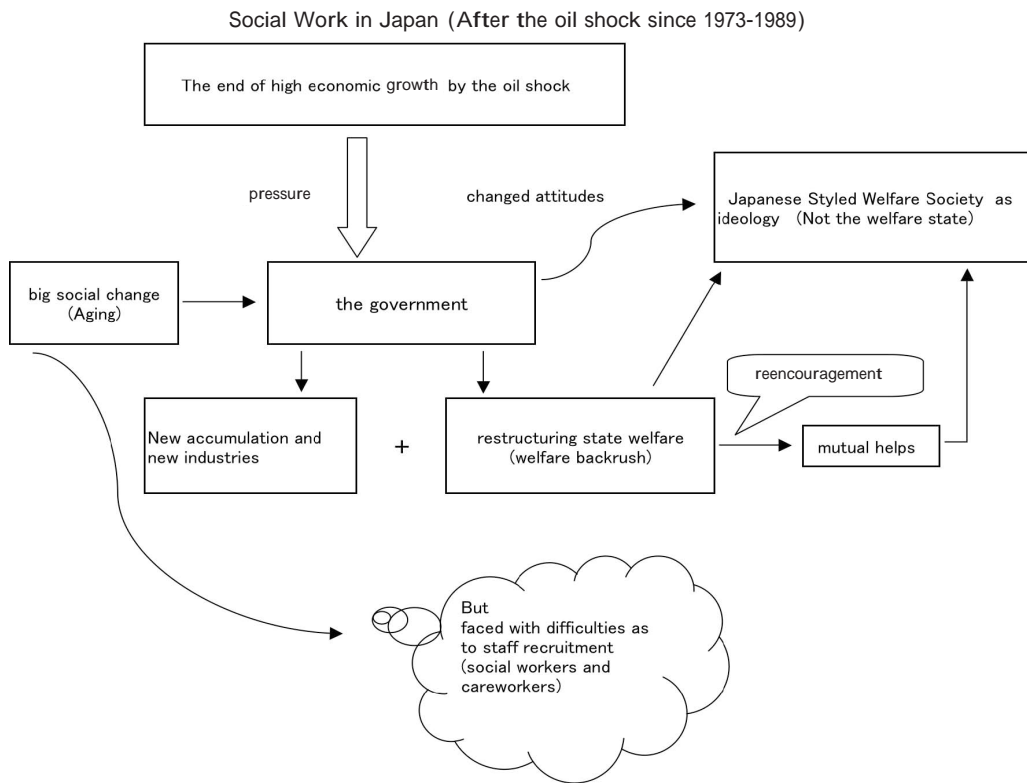 Social Work in Japan (After the oil shock since 1973-1989)
The end of high economic growth by the oil shock
pressure
changed attitudes
Japanese Styled Welfare Society as
ideology (Not the welfare state)
big social change
(Aging)
the government
reencouragement
New accumulation and
new industries
+
restructuring state welfare
(welfare backrush)
mutual helps
But
faced with difficulties as
to staff recruitment
(social workers and
careworkers)